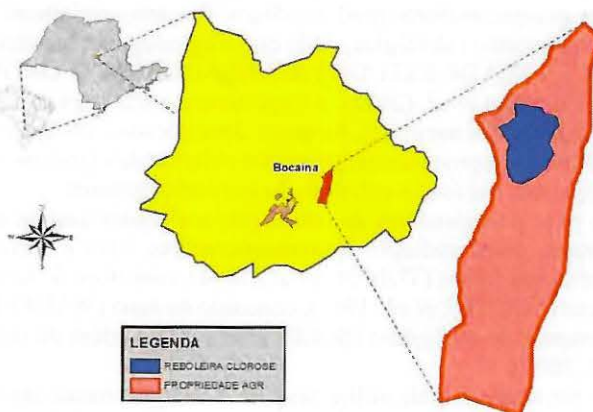 Bocaina
LEGENDA
REBOLEIRA CLOROSE
PROPRIEDADE AGR